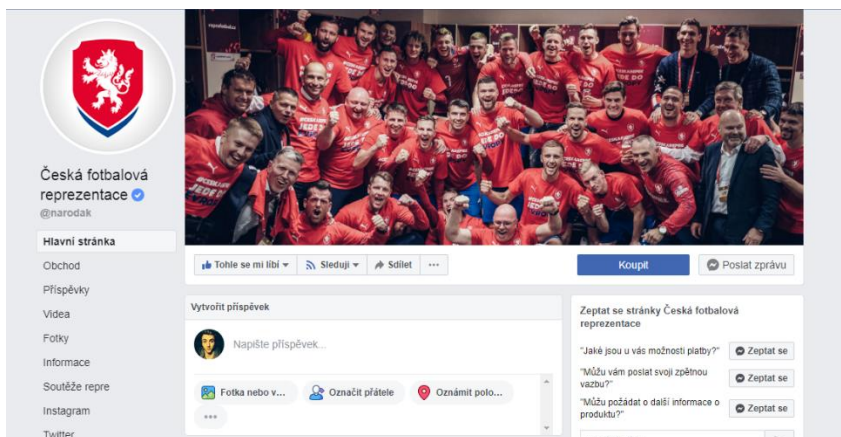 Česká fotbalová
reprezentace
@narodak
Hlavní stránka
Obchod
Příspěvky
Videa
Fotky
Informace
Soutěže repre
Instagram
Twitter
JEDE DO
Tohle se mi líbí
Sleduji
Sdílet
...
Koupit
Poslat zprávu
Vytvořit příspěvek
Napište příspěvek...
Fotka nebo v...
Označit přátele
Oznámit polo...
...
Zeptat se stránky Česká fotbalová
reprezentace
"Jaké jsou u vás možnosti platby?"
Zeptat se
"Můžu vám poslat svoji zpětnou
vazbu?"
Zeptat se
"Můžu požádat o další informace o
produktu?"
Zeptat se